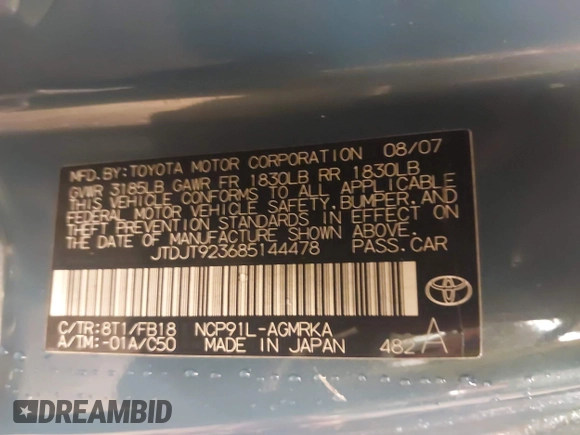 MFD.BY:TOYOTA MOTOR CORPORATION 08/07
GVWR 3185LB GAWR FR 1830LB RR 1830LB
THIS VEHICLE CONFORMS TO ALL APPLICABLE
FEDERAL MOTOR VEHICLE SAFETY,BUMPER,AND
THEFT PREVENTION STANDARDS IN EFFECT ON
THE DATE OF MANUFACTURE SHOWN ABOVE.
JTDJT923685144478 PASS.CAR
C/TR:8T1/FB18 NCP91L-AGMRKA
A/TM:-01A/C50 MADE IN JAPAN 482 A
DREAMBID